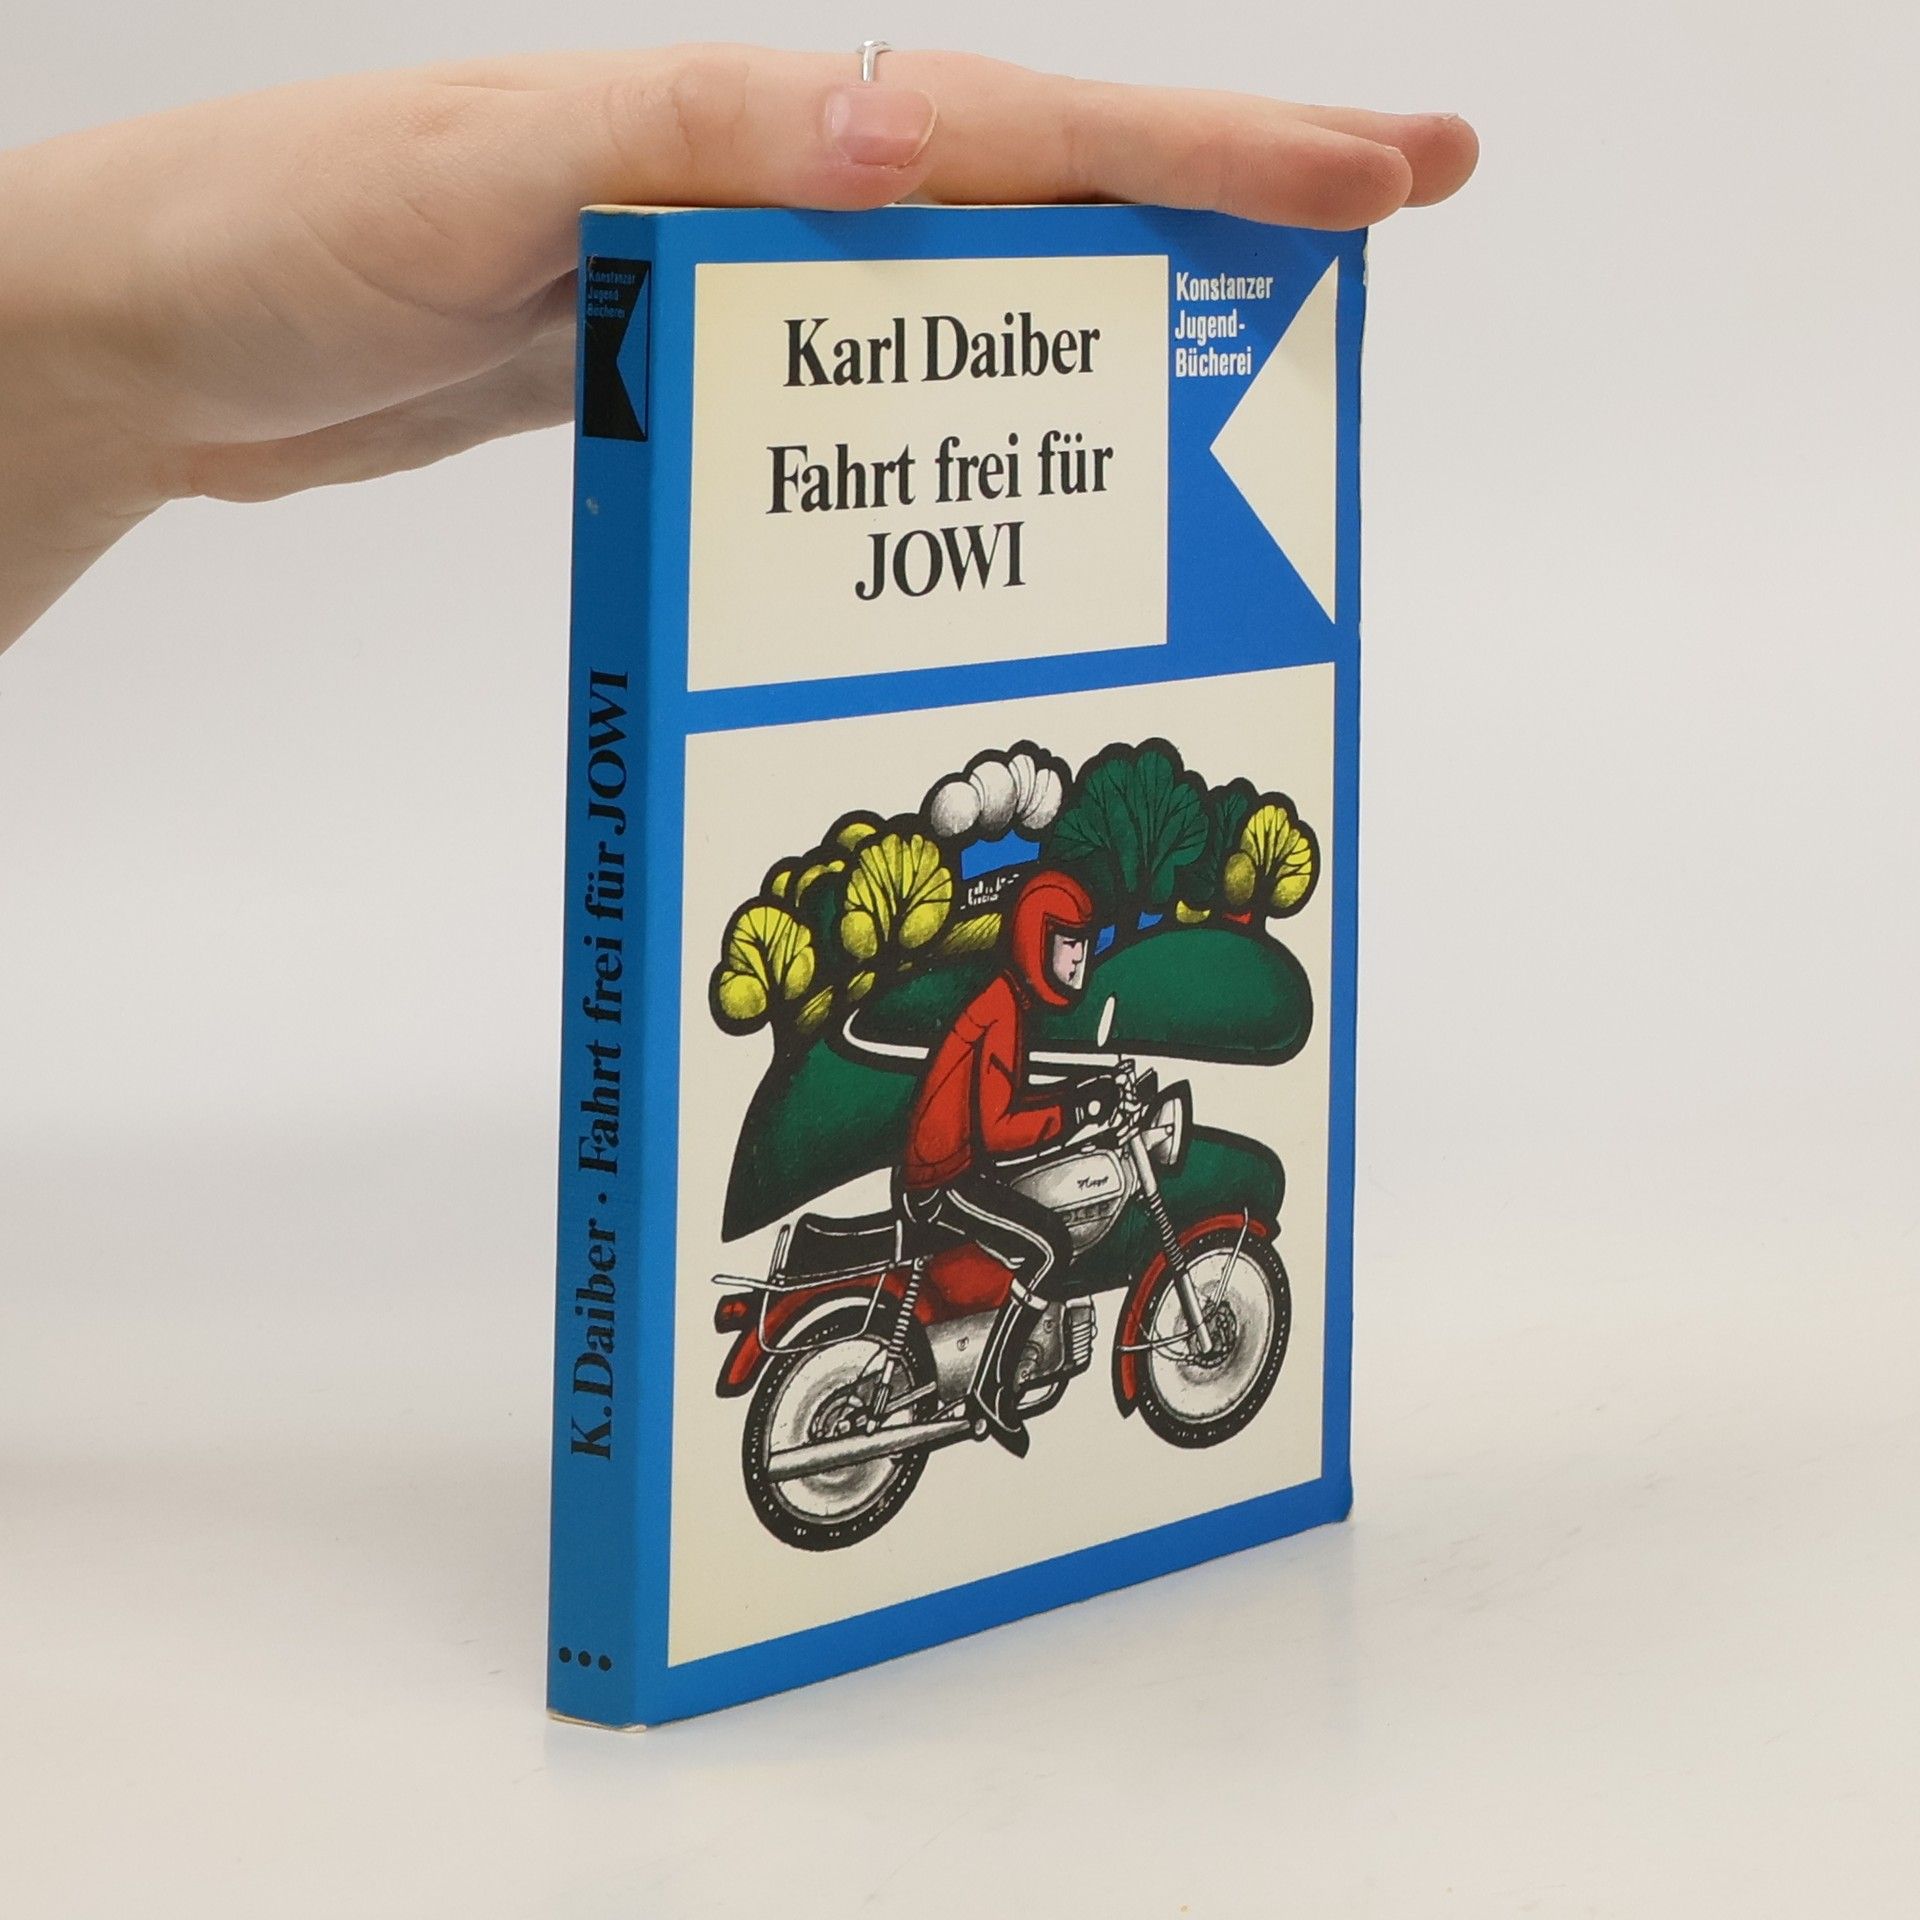 Karl Daiber
Fahrt frei für
JOWI
Konstanzer
Jugend-
Bücherei
Konstanzer
Jugend
Bücherei
K. Daiber · Fahrt frei für JOWI